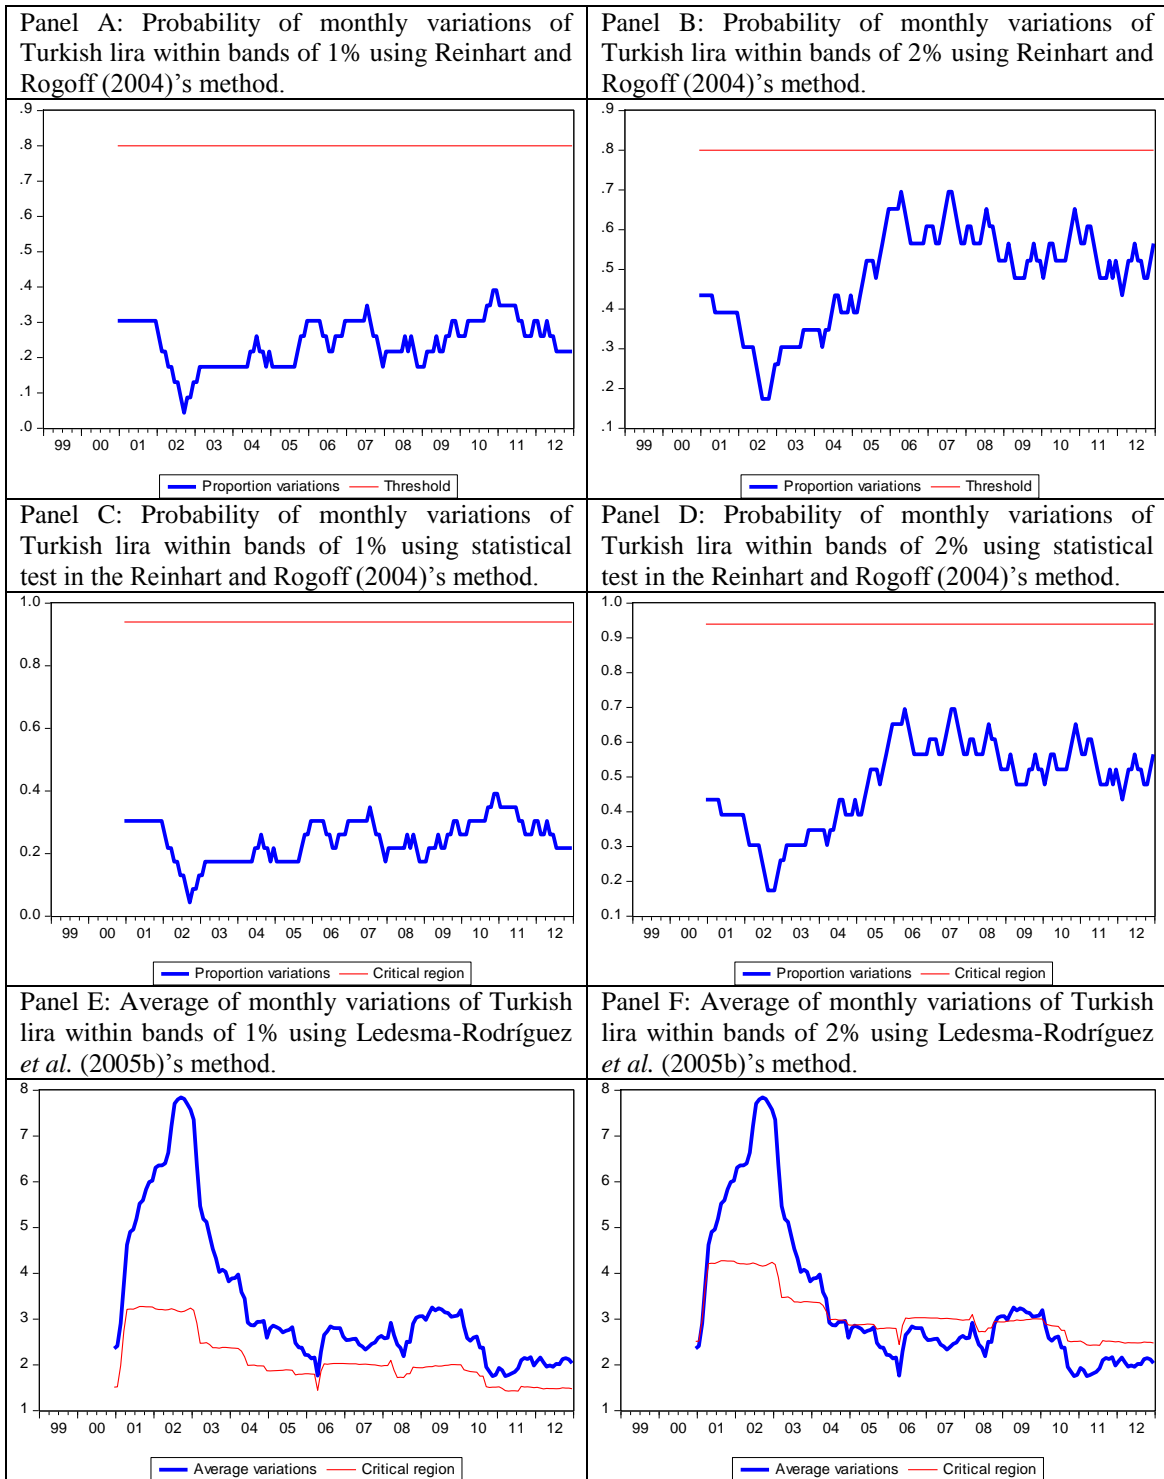 Panel A: Probability of monthly variations of
Turkish lira within bands of 1% using Reinhart and
Rogoff (2004)’s method.
Panel B: Probability of monthly variations of
Turkish lira within bands of 2% using Reinhart and
Rogoff (2004)’s method.
.9
.8
.7
.6
.5
.4
.3
.2
.1
.0
99 00 01 02 03 04 05 06 07 08 09 10 11 12
Proportion variations Threshold
.9
.8
.7
.6
.5
.4
.3
.2
.1
99 00 01 02 03 04 05 06 07 08 09 10 11 12
Proportion variations Threshold
Panel C: Probability of monthly variations of
Turkish lira within bands of 1% using statistical
test in the Reinhart and Rogoff (2004)’s method.
Panel D: Probability of monthly variations of
Turkish lira within bands of 2% using statistical
test in the Reinhart and Rogoff (2004)’s method.
1.0
0.8
0.6
0.4
0.2
0.0
99 00 01 02 03 04 05 06 07 08 09 10 11 12
Proportion variations Critical region
1.0
0.9
0.8
0.7
0.6
0.5
0.4
0.3
0.2
0.1
99 00 01 02 03 04 05 06 07 08 09 10 11 12
Proportion variations Critical region
Panel E: Average of monthly variations of Turkish
lira within bands of 1% using Ledesma-Rodríguez
et al. (2005b)’s method.
Panel F: Average of monthly variations of Turkish
lira within bands of 2% using Ledesma-Rodríguez
et al. (2005b)’s method.
8
7
6
5
4
3
2
1
99 00 01 02 03 04 05 06 07 08 09 10 11 12
Average variations Critical region
8
7
6
5
4
3
2
1
99 00 01 02 03 04 05 06 07 08 09 10 11 12
Average variations Critical region